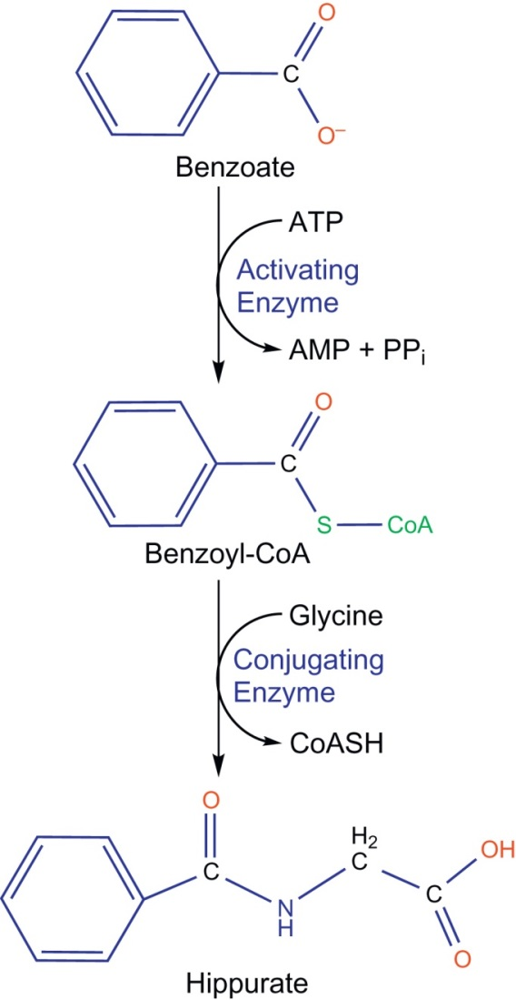 O
C
O⁻
Benzoate
ATP
Activating
Enzyme
AMP + PPᵢ
O
C
S
CoA
Benzoyl-CoA
Glycine
Conjugating
Enzyme
CoASH
O
H₂
C
OH
C
C
N
H
O
Hippurate